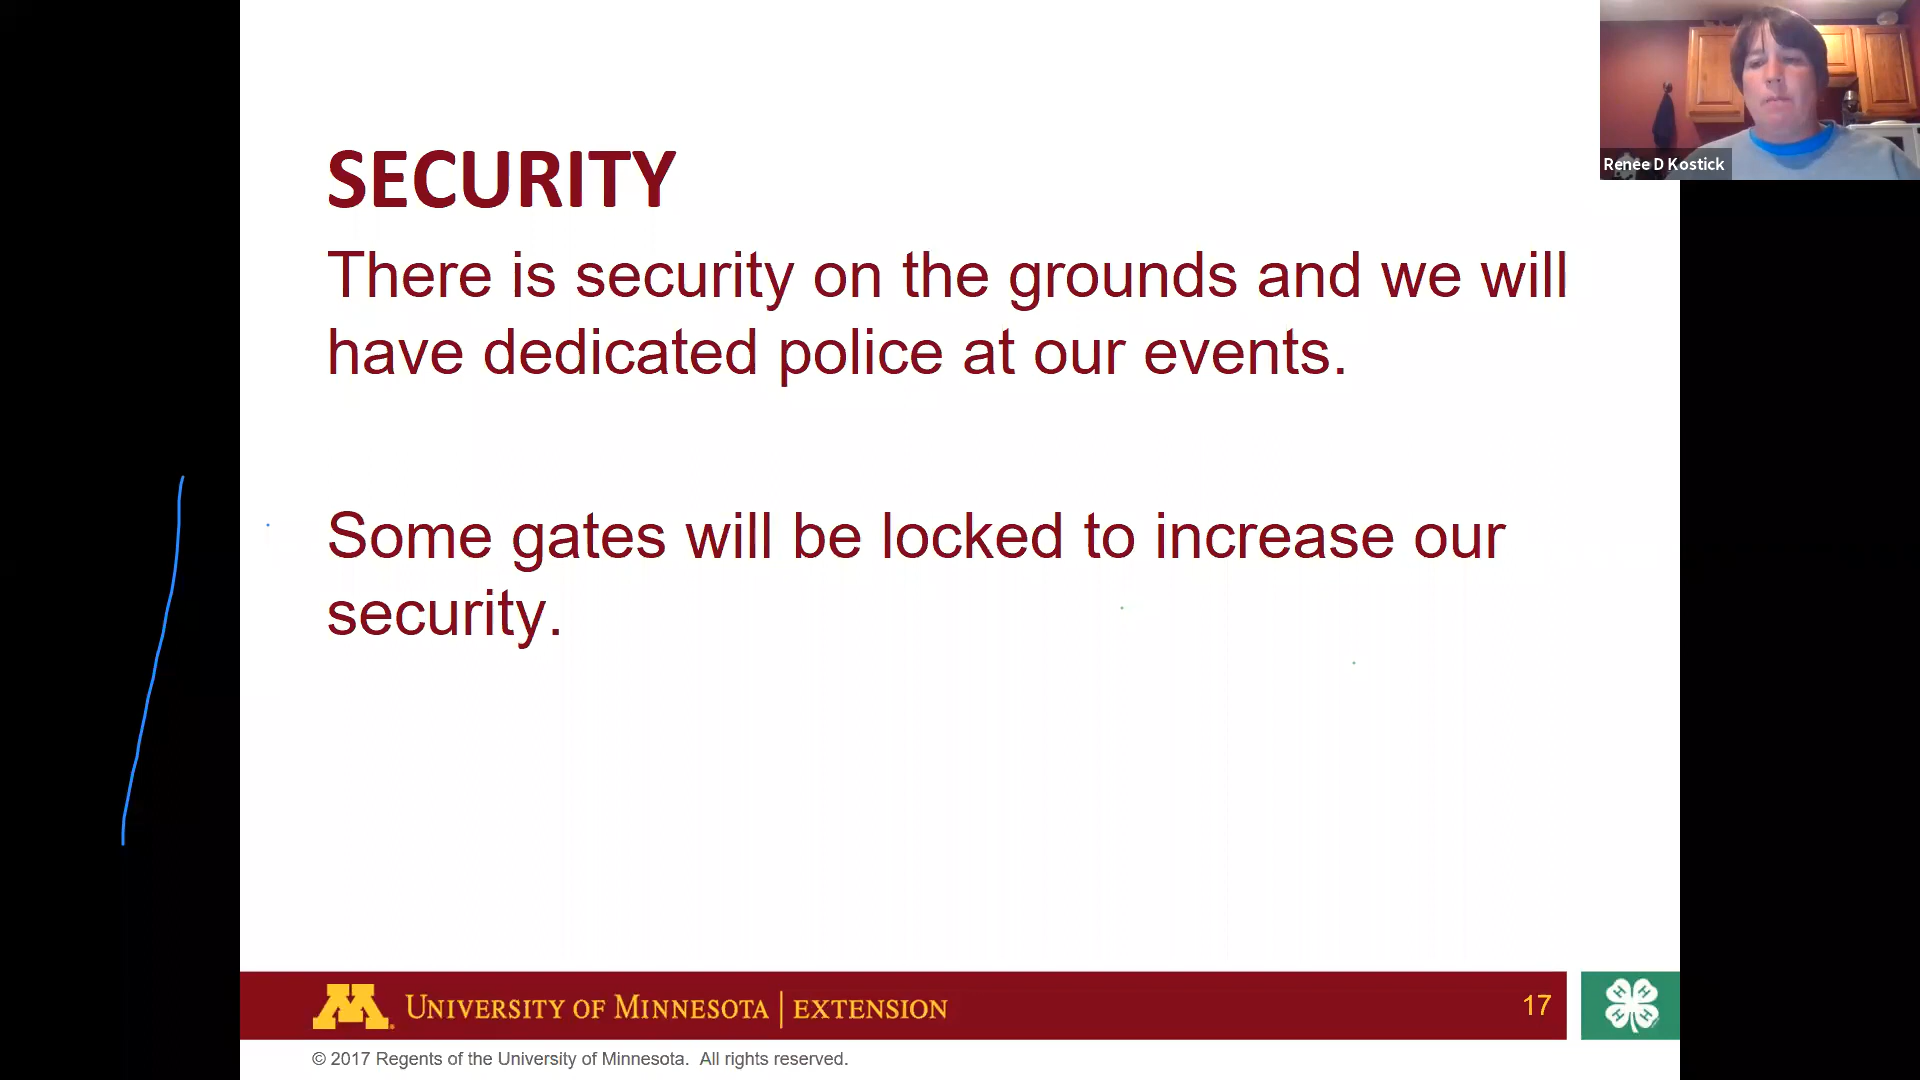 Renee D Kostick
SECURITY
There is security on the grounds and we will
have dedicated police at our events.
Some gates will be locked to increase our
security.
M UNIVERSITY OF MINNESOTA | EXTENSION
17
H H
H H
© 2017 Regents of the University of Minnesota. All rights reserved.